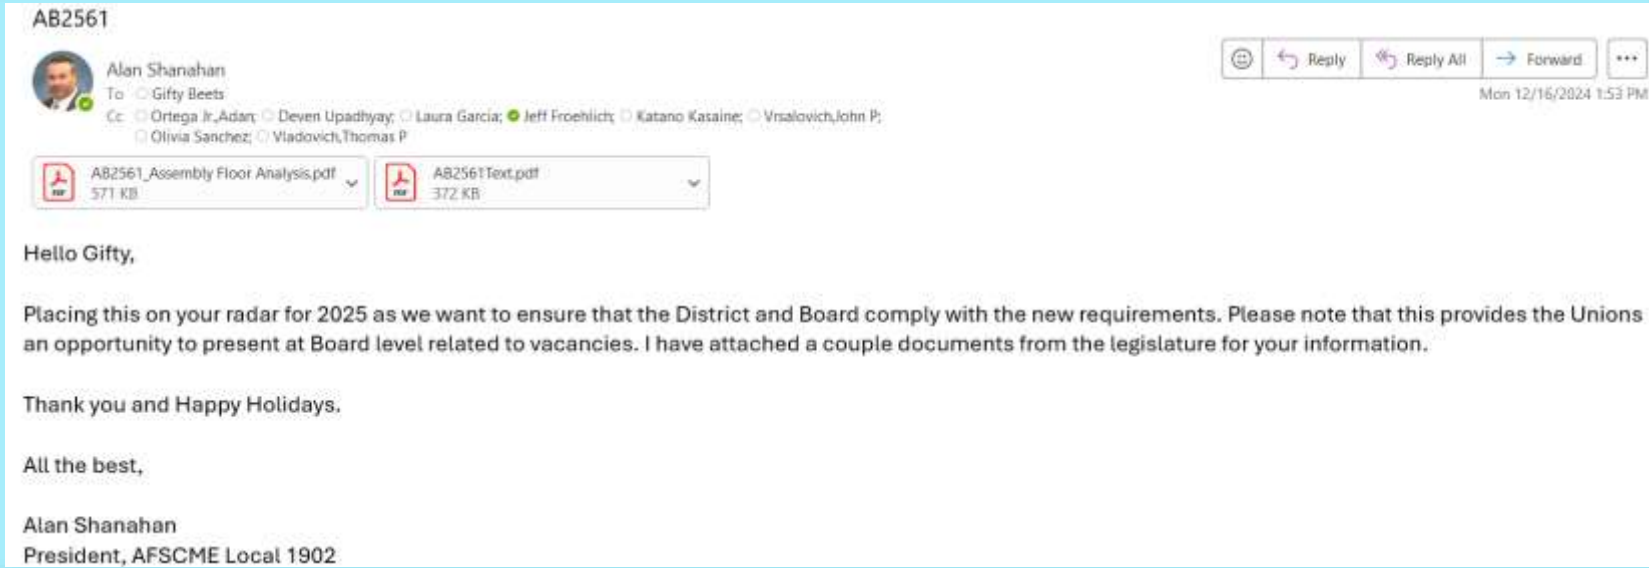 AB2561
Alan Shanahan
To Gifty Beets
Cc Ortega Jr.,Adan; Deven Upadhyay; Laura Garcia; Jeff Froehlich; Katano Kasaine; Vrsalovich,John P;
Olivia Sanchez; Vladovich,Thomas P
Reply
Reply All
Forward
Mon 12/16/2024 1:53 PM
PDF
AB2561_Assembly Floor Analysis.pdf
571 KB
PDF
AB2561Text.pdf
372 KB
Hello Gifty,
Placing this on your radar for 2025 as we want to ensure that the District and Board comply with the new requirements. Please note that this provides the Unions
an opportunity to present at Board level related to vacancies. I have attached a couple documents from the legislature for your information.
Thank you and Happy Holidays.
All the best,
Alan Shanahan
President, AFSCME Local 1902